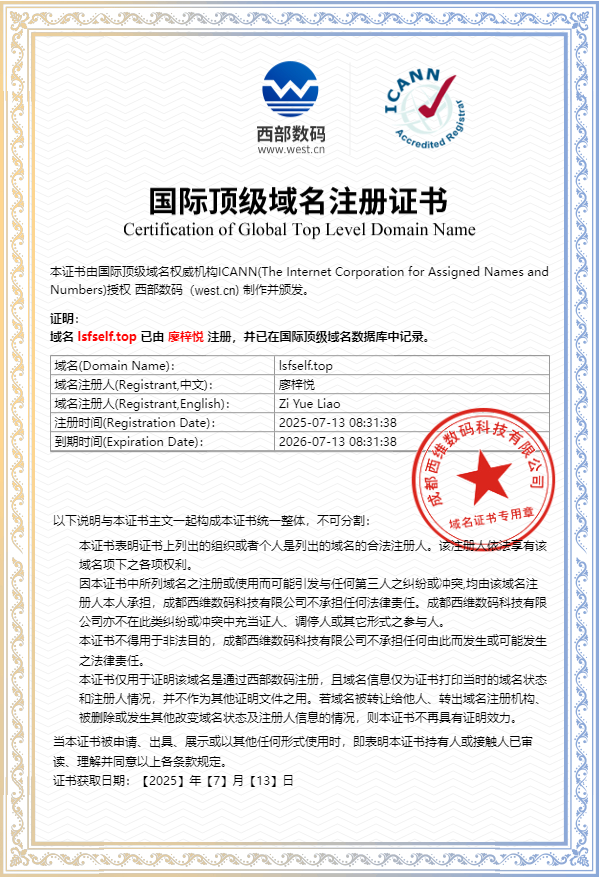 西部数码
www.west.cn
ICANN
Accredited Registrar
国际顶级域名注册证书
Certification of Global Top Level Domain Name
本证书由国际顶级域名权威机构ICANN(The Internet Corporation for Assigned Names and
Numbers)授权 西部数码（west.cn) 制作并颁发。
证明：
域名 lsfself.top 已由 廖梓悦 注册，并已在国际顶级域名数据库中记录。
域名(Domain Name)： lsfself.top
域名注册人(Registrant,中文)： 廖梓悦
域名注册人(Registrant,English)： Zi Yue Liao
注册时间(Registration Date)： 2025-07-13 08:31:38
到期时间(Expiration Date)： 2026-07-13 08:31:38
成都西维数码科技有限公司
域名证书专用章
以下说明与本证书主文一起构成本证书统一整体，不可分割：
本证书表明证书上列出的组织或者个人是列出的域名的合法注册人。该注册人依法享有该
域名项下之各项权利。
因本证书中所列域名之注册或使用而可能引发与任何第三人之纠纷或冲突,均由该域名注
册人本人承担，成都西维数码科技有限公司不承担任何法律责任。成都西维数码科技有限
公司亦不在此类纠纷或冲突中充当证人、调停人或其它形式之参与人。
本证书不得用于非法目的，成都西维数码科技有限公司不承担任何由此而发生或可能发生
之法律责任。
本证书仅用于证明该域名是通过西部数码注册，且域名信息仅为证书打印当时的域名状态
和注册人情况，并不作为其他证明文件之用。若域名被转让给他人、转出域名注册机构、
被删除或发生其他改变域名状态及注册人信息的情况，则本证书不再具有证明效力。
当本证书被申请、出具、展示或以其他任何形式使用时，即表明本证书持有人或接触人已审
读、理解并同意以上各条款规定。
证书获取日期：【2025】年【7】月【13】日